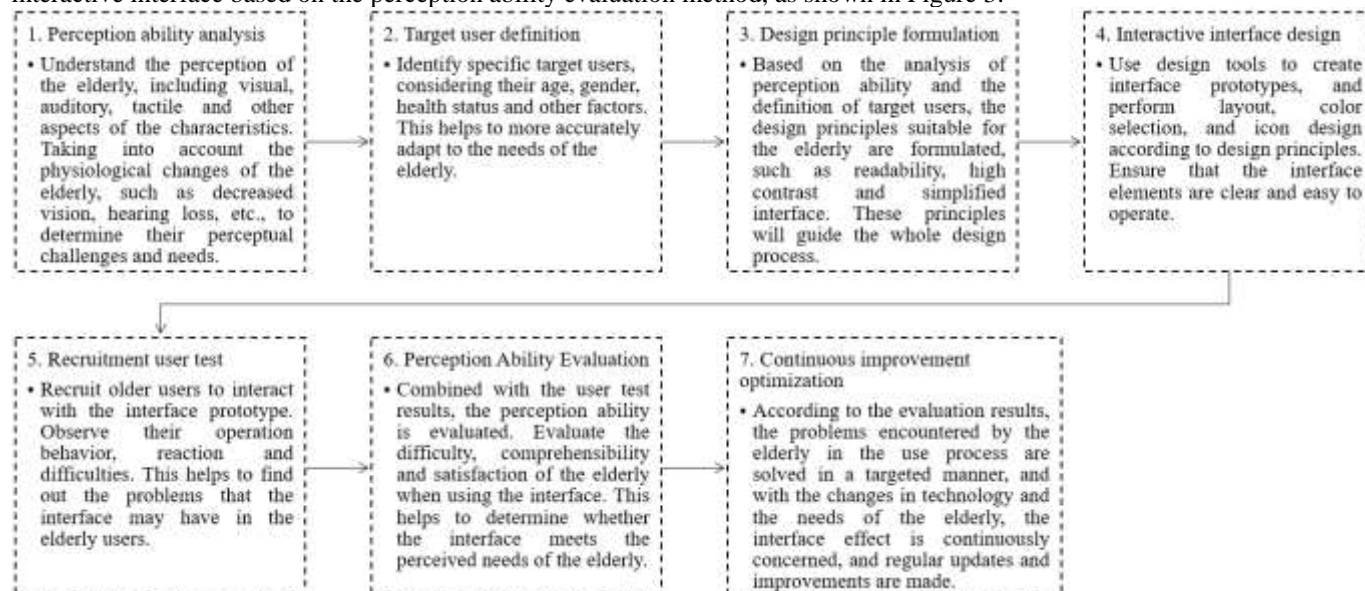 interactive interface based on the perception ability evaluation method, as shown in Figure 3.
1. Perception ability analysis
• Understand the perception of
the elderly, including visual,
auditory, tactile and other
aspects of the characteristics.
Taking into account the
physiological changes of the
elderly, such as decreased
vision, hearing loss, etc., to
determine their perceptual
challenges and needs.
2. Target user definition
• Identify specific target users,
considering their age, gender,
health status and other factors.
This helps to more accurately
adapt to the needs of the
elderly.
3. Design principle formulation
• Based on the analysis of
perception ability and the
definition of target users, the
design principles suitable for
the elderly are formulated,
such as readability, high
contrast and simplified
interface. These principles
will guide the whole design
process.
4. Interactive interface design
• Use design tools to create
interface prototypes, and
perform layout, color
selection, and icon design
according to design principles.
Ensure that the interface
elements are clear and easy to
operate.
5. Recruitment user test
• Recruit older users to interact
with the interface prototype.
Observe their operation
behavior, reaction and
difficulties. This helps to find
out the problems that the
interface may have in the
elderly users.
6. Perception Ability Evaluation
• Combined with the user test
results, the perception ability
is evaluated. Evaluate the
difficulty, comprehensibility
and satisfaction of the elderly
when using the interface. This
helps to determine whether
the interface meets the
perceived needs of the elderly.
7. Continuous improvement
optimization
• According to the evaluation results,
the problems encountered by the
elderly in the use process are
solved in a targeted manner, and
with the changes in technology and
the needs of the elderly, the
interface effect is continuously
concerned, and regular updates and
improvements are made.